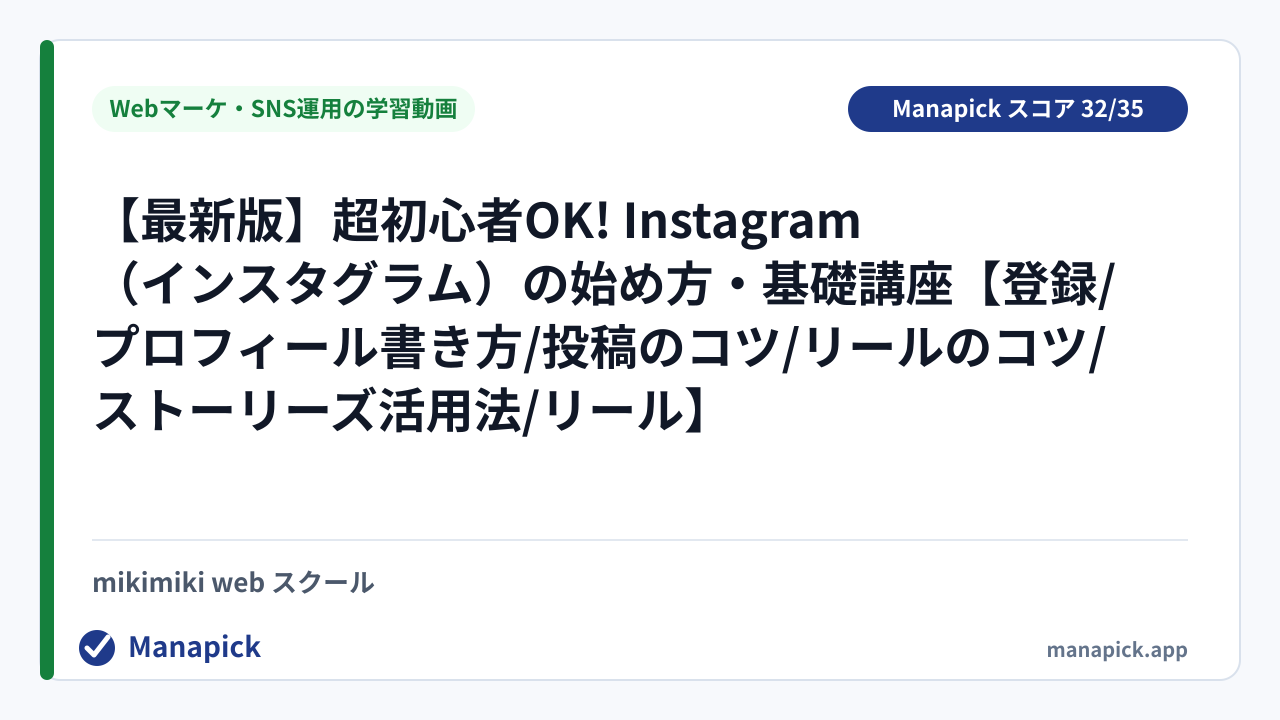 Webマーケ・SNS運用の学習動画
Manapick スコア 32/35
【最新版】超初心者OK! Instagram
（インスタグラム）の始め方・基礎講座【登録/
プロフィール書き方/投稿のコツ/リールのコツ/
ストーリーズ活用法/リール】
mikimiki web スクール
Manapick
manapick.app